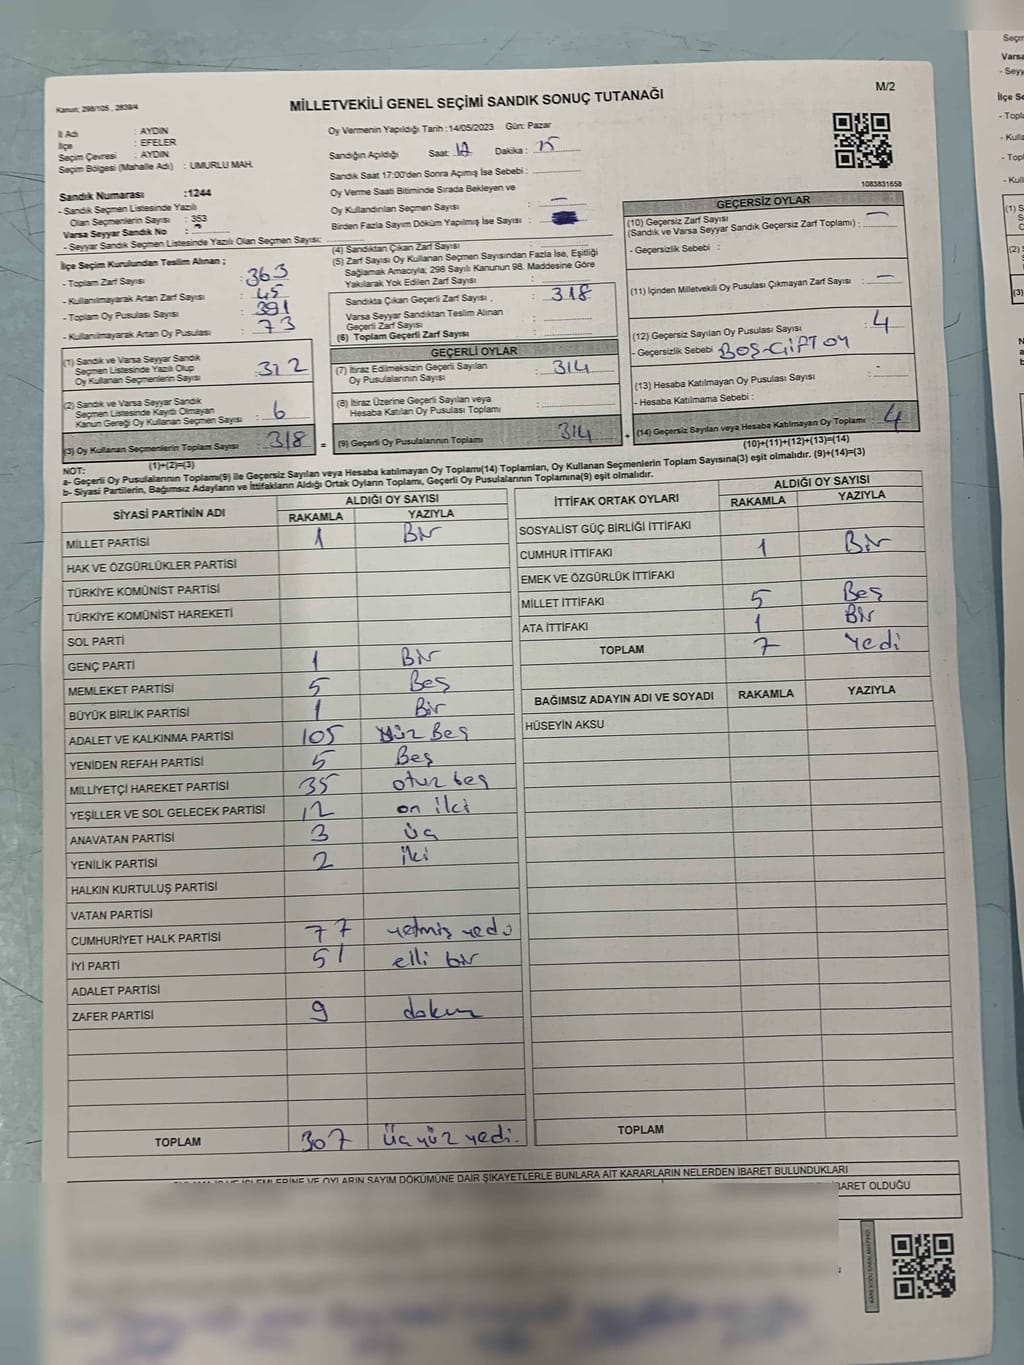 Kanun; 298/105 , 2839/4
MİLLETVEKİLİ GENEL SEÇİMİ SANDIK SONUÇ TUTANAĞI
M/2
İl Adı : AYDIN
İlçe : EFELER
Seçim Çevresi : AYDIN
Seçim Bölgesi (Mahalle Adı) : UMURLU MAH.
Sandık Numarası :1244
- Sandık Seçmen Listesinde Yazılı
Olan Seçmenlerin Sayısı : 353
Varsa Seyyar Sandık No :
- Seyyar Sandık Seçmen Listesinde Yazılı Olan Seçmen Sayısı:
Oy Vermenin Yapıldığı Tarih :14/05/2023 Gün: Pazar
Sandığın Açıldığı Saat: Dakika : 15
Sandık Saat 17:00'den Sonra Açımış İse Sebebi :
Oy Verme Saati Bitiminde Sırada Bekleyen ve
Oy Kullandırılan Seçmen Sayısı :
Birden Fazla Sayım Döküm Yapılmış İse Sayısı :
1083831658
İlçe Seçim Kurulundan Teslim Alınan ;
- Toplam Zarf Sayısı : 363
- Kullanılmayarak Artan Zarf Sayısı : 45
- Toplam Oy Pusulası Sayısı : 391
- Kullanılmayarak Artan Oy Pusulası : 73
(1) Sandık ve Varsa Seyyar Sandık
Seçmen Listesinde Yazılı Olup
Oy Kullanan Seçmenlerin Sayısı : 312
(2) Sandık ve Varsa Seyyar Sandık
Seçmen Listesinde Kayıtlı Olmayan
Kanun Gereği Oy Kullanan Seçmen Sayısı : 6
(3) Oy Kullanan Seçmenlerin Toplam Sayısı : 318 =
(1)+(2)=(3)
(4) Sandıktan Çıkan Zarf Sayısı :
(5) Zarf Sayısı Oy Kullanan Seçmen Sayısından Fazla İse, Eşitliği
Sağlamak Amacıyla; 298 Sayılı Kanunun 98. Maddesine Göre
Yakılarak Yok Edilen Zarf Sayısı :
Sandıkta Çıkan Geçerli Zarf Sayısı , : 318
Varsa Seyyar Sandıktan Teslim Alınan
Geçerli Zarf Sayısı :
(6) Toplam Geçerli Zarf Sayısı :
GEÇERLİ OYLAR
(7) İtiraz Edilmeksizin Geçerli Sayılan
Oy Pusulalarının Sayısı : 314
(8) İtiraz Üzerine Geçerli Sayılan veya
Hesaba Katılan Oy Pusulası Toplamı :
(9) Geçerli Oy Pusulalarının Toplamı 314 +
GEÇERSİZ OYLAR
(10) Geçersiz Zarf Sayısı
(Sandık ve Varsa Seyyar Sandık Geçersiz Zarf Toplamı) :
- Geçersizlik Sebebi :
(11) İçinden Milletvekili Oy Pusulası Çıkmayan Zarf Sayısı :
(12) Geçersiz Sayılan Oy Pusulası Sayısı : 4
- Geçersizlik Sebebi BOŞ-ÇİFT OY
(13) Hesaba Katılmayan Oy Pusulası Sayısı :
- Hesaba Katılmama Sebebi :
(14) Geçersiz Sayılan veya Hesaba Katılmayan Oy Toplamı : 4
(10)+(11)+(12)+(13)=(14)
NOT:
a- Geçerli Oy Pusulalarının Toplamı(9) ile Geçersiz Sayılan veya Hesaba katılmayan Oy Toplamı(14) Toplamları, Oy Kullanan Seçmenlerin Toplam Sayısına(3) eşit olmalıdır. (9)+(14)=(3)
b- Siyasi Partilerin, Bağımsız Adayların ve İttifakların Aldığı Ortak Oyların Toplamı, Geçerli Oy Pusulalarının Toplamına(9) eşit olmalıdır.
SİYASİ PARTİNİN ADI ALDIĞI OY SAYISI
RAKAMLA YAZIYLA
MİLLET PARTİSİ 1 Bir
HAK VE ÖZGÜRLÜKLER PARTİSİ
TÜRKİYE KOMÜNİST PARTİSİ
TÜRKİYE KOMÜNİST HAREKETİ
SOL PARTİ
GENÇ PARTİ 1 Bir
MEMLEKET PARTİSİ 5 Beş
BÜYÜK BİRLİK PARTİSİ 1 Bir
ADALET VE KALKINMA PARTİSİ 105 Yüz Beş
YENİDEN REFAH PARTİSİ 5 Beş
MİLLİYETÇİ HAREKET PARTİSİ 35 otuz beş
YEŞİLLER VE SOL GELECEK PARTİSİ 12 on iki
ANAVATAN PARTİSİ 3 üç
YENİLİK PARTİSİ 2 iki
HALKIN KURTULUŞ PARTİSİ
VATAN PARTİSİ
CUMHURİYET HALK PARTİSİ 77 yetmiş yedi
İYİ PARTİ 51 elli bir
ADALET PARTİSİ
ZAFER PARTİSİ 9 dokuz
TOPLAM 307 üç yüz yedi.
İTTİFAK ORTAK OYLARI ALDIĞI OY SAYISI
RAKAMLA YAZIYLA
SOSYALİST GÜÇ BİRLİĞİ İTTİFAKI
CUMHUR İTTİFAKI 1 Bir
EMEK VE ÖZGÜRLÜK İTTİFAKI
MİLLET İTTİFAKI 5 Beş
ATA İTTİFAKI 1 Bir
TOPLAM 7 Yedi
BAĞIMSIZ ADAYIN ADI VE SOYADI RAKAMLA YAZIYLA
HÜSEYİN AKSU
TOPLAM
İŞLEMLERİNE VE OYLARIN SAYIM DÖKÜMÜNE DAİR ŞİKAYETLERLE BUNLARA AİT KARARLARIN NELERDEN İBARET BULUNDUKLARI
İBARET OLDUĞU